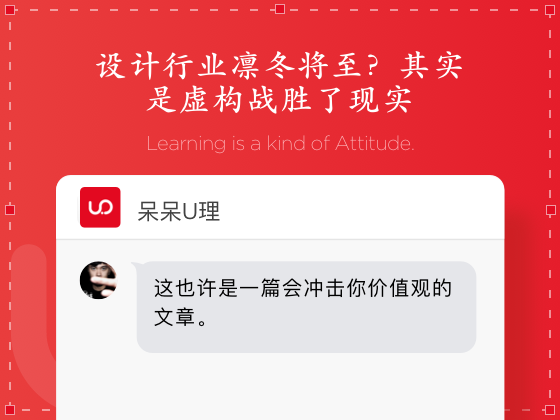 设计行业凛冬将至？其实
是虚构战胜了现实
Learning is a kind of Attitude.
呆呆U理
这也许是一篇会冲击你价值观的
文章。